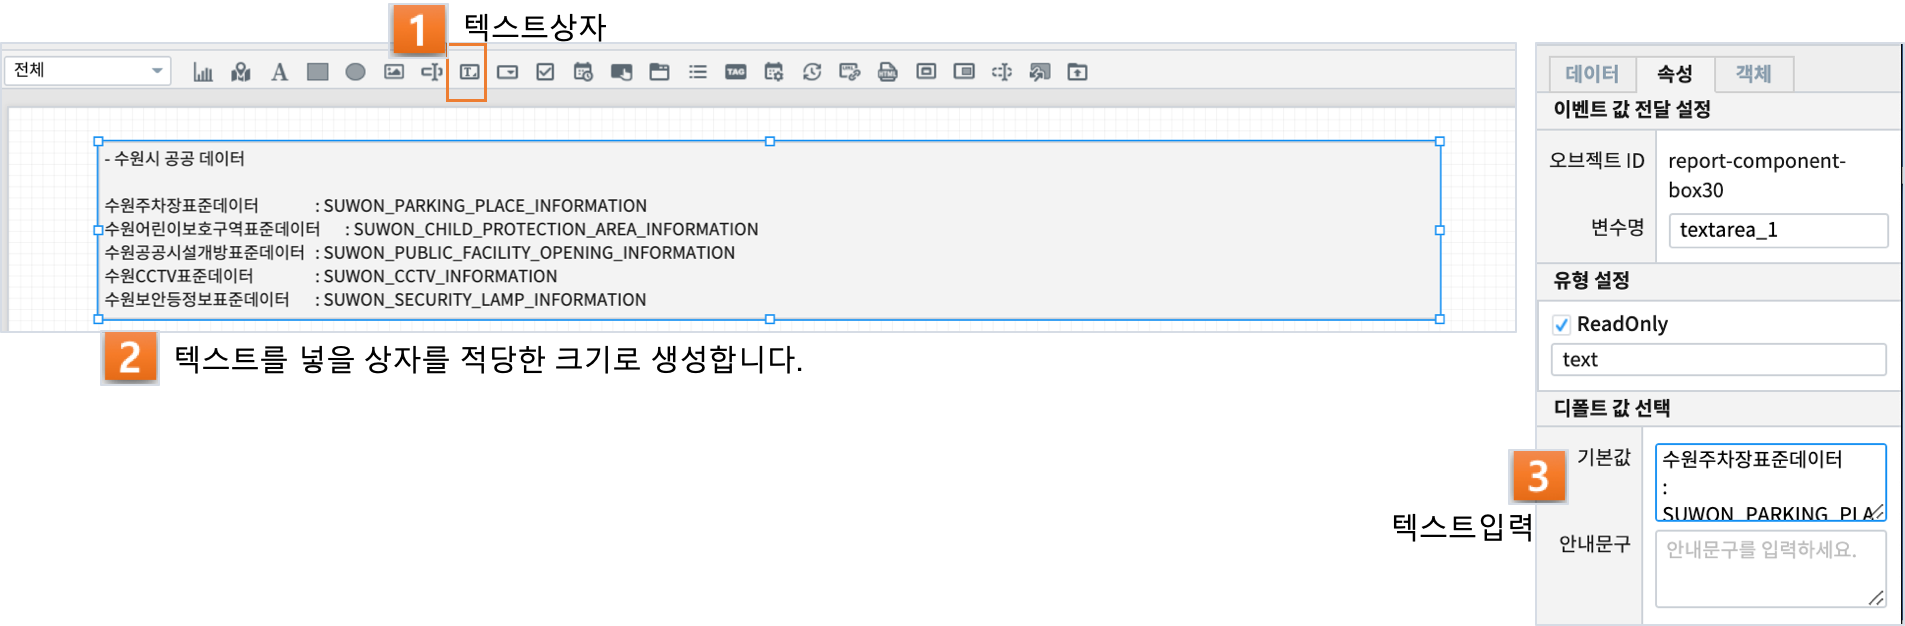 1 텍스트상자
전체
TAG
HTML
- 수원시 공공 데이터
수원주차장표준데이터 : SUWON_PARKING_PLACE_INFORMATION
수원어린이보호구역표준데이터 : SUWON_CHILD_PROTECTION_AREA_INFORMATION
수원공공시설개방표준데이터 : SUWON_PUBLIC_FACILITY_OPENING_INFORMATION
수원CCTV표준데이터 : SUWON_CCTV_INFORMATION
수원보안등정보표준데이터 : SUWON_SECURITY_LAMP_INFORMATION
2 텍스트를 넣을 상자를 적당한 크기로 생성합니다.
데이터 속성 객체
이벤트 값 전달 설정
오브젝트 ID report-component-
box30
변수명 textarea_1
유형 설정
ReadOnly
text
디폴트 값 선택
3 기본값 수원주차장표준데이터
:
SUWON_PARKING_PLA
텍스트입력
안내문구 안내문구를 입력하세요.